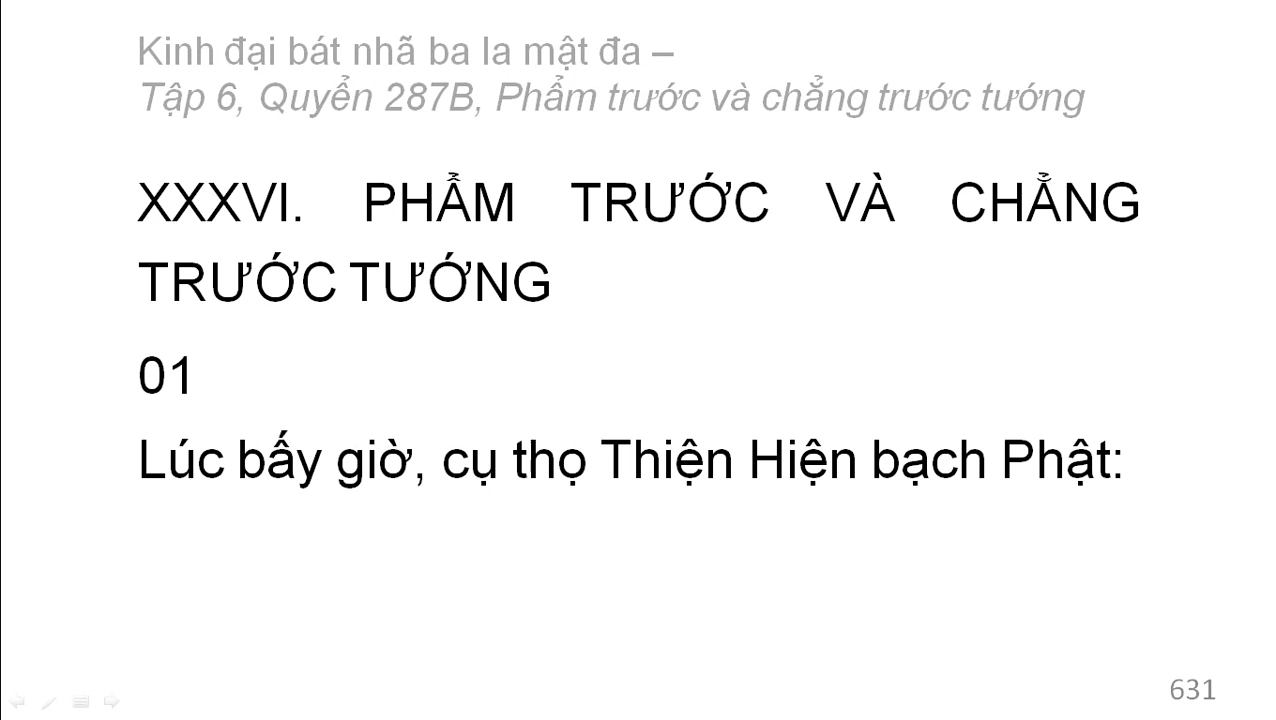 Kinh đại bát nhã ba la mật đa –
Tập 6, Quyển 287B, Phẩm trước và chẳng trước tướng
XXXVI. PHẨM TRƯỚC VÀ CHẲNG
TRƯỚC TƯỚNG
01
Lúc bấy giờ, cụ thọ Thiện Hiện bạch Phật:
631